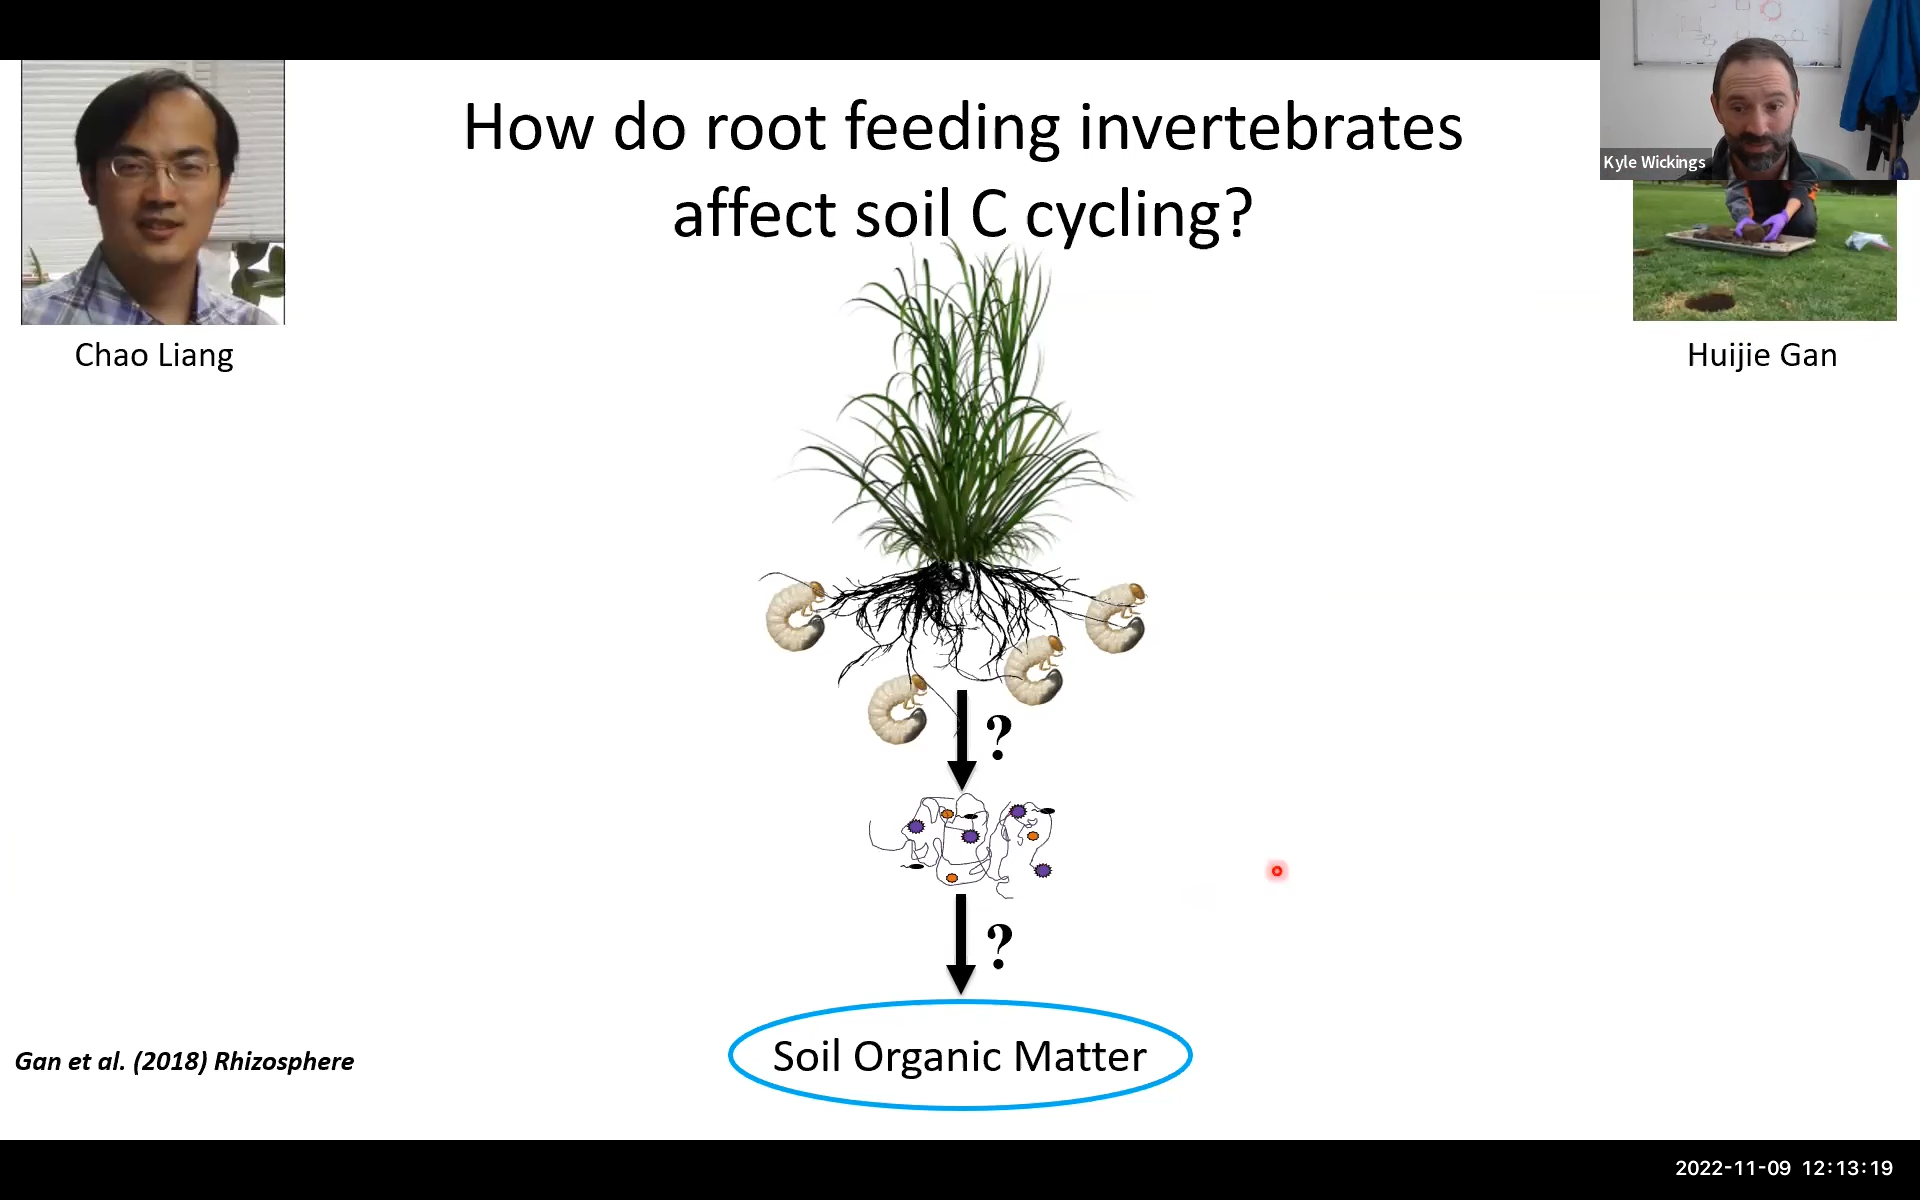 How do root feeding invertebrates
affect soil C cycling?
Kyle Wickings
Chao Liang
Huijie Gan
?
?
Soil Organic Matter
Gan et al. (2018) Rhizosphere
2022-11-09 12:13:19